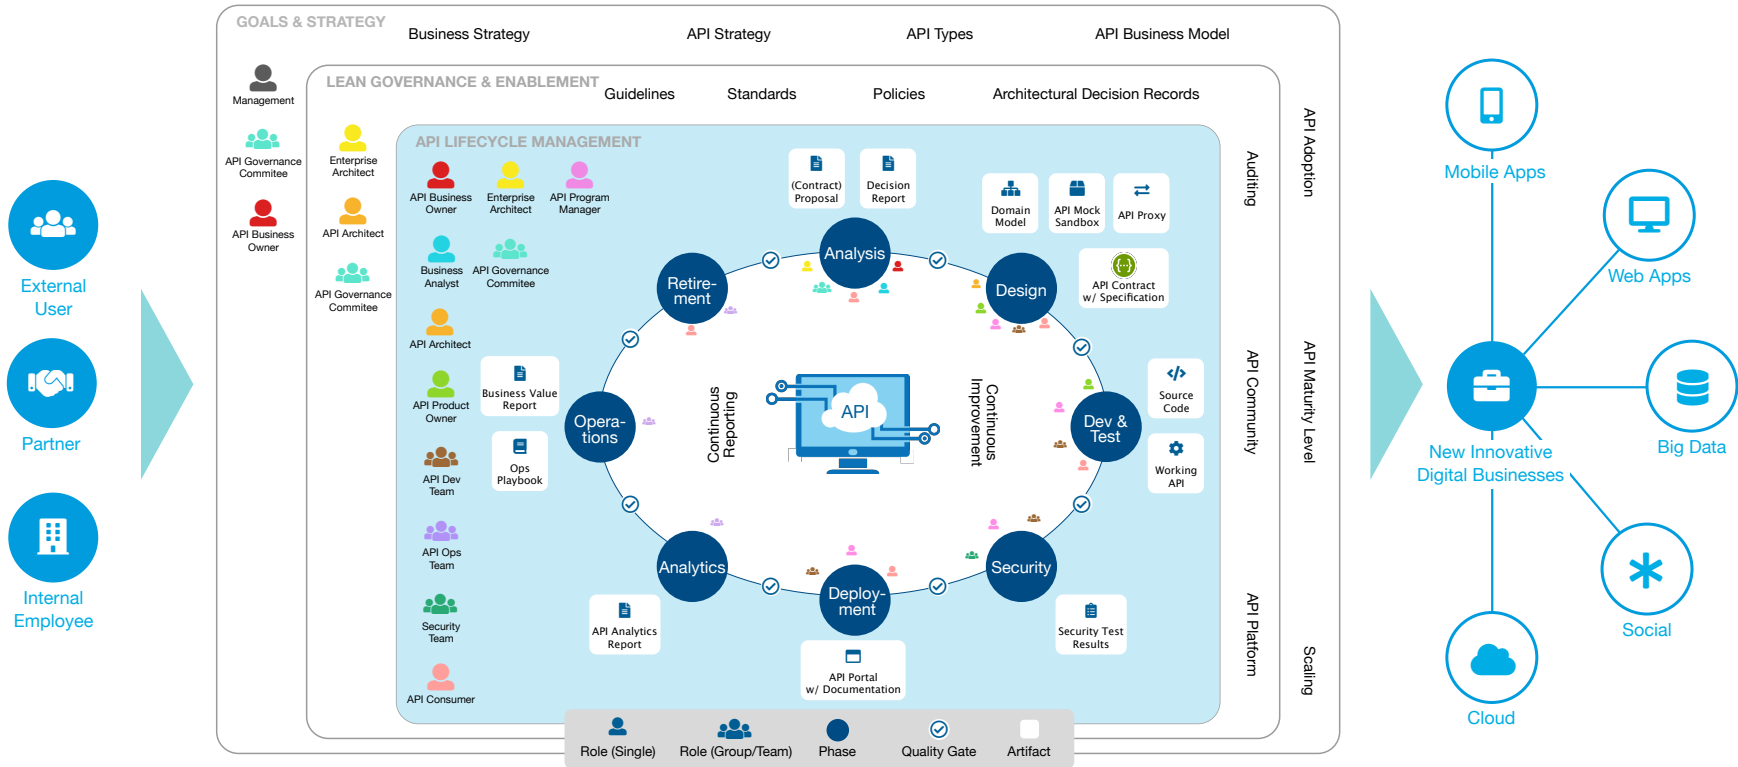 GOALS & STRATEGY
Business Strategy
API Strategy
API Types
API Business Model
Management
API Governance
Commitee
API Business
Owner
LEAN GOVERNANCE & ENABLEMENT
Guidelines
Standards
Policies
Architectural Decision Records
Enterprise
Architect
API Architect
API Governance
Commitee
API LIFECYCLE MANAGEMENT
API Business
Owner
Enterprise
Architect
API Program
Manager
Business
Analyst
API Governance
Commitee
API Architect
API Product
Owner
API Dev
Team
API Ops
Team
Security
Team
API Consumer
(Contract)
Proposal
Decision
Report
Domain
Model
API Mock
Sandbox
API Proxy
{···}
API Contract
w/ Specification
Analysis
Design
Dev &
Test
Security
Deploy-
ment
Analytics
Opera-
tions
Retire-
ment
Business Value
Report
Ops
Playbook
Source
Code
</>
Working
API
API Analytics
Report
API Portal
w/ Documentation
Security Test
Results
Continuous
Reporting
API
Continuous
Improvement
Auditing
API Community
API Platform
API Adoption
API Maturity Level
Scaling
External
User
Partner
Internal
Employee
Mobile Apps
Web Apps
Big Data
New Innovative
Digital Businesses
Social
Cloud
Role (Single)
Role (Group/Team)
Phase
Quality Gate
Artifact